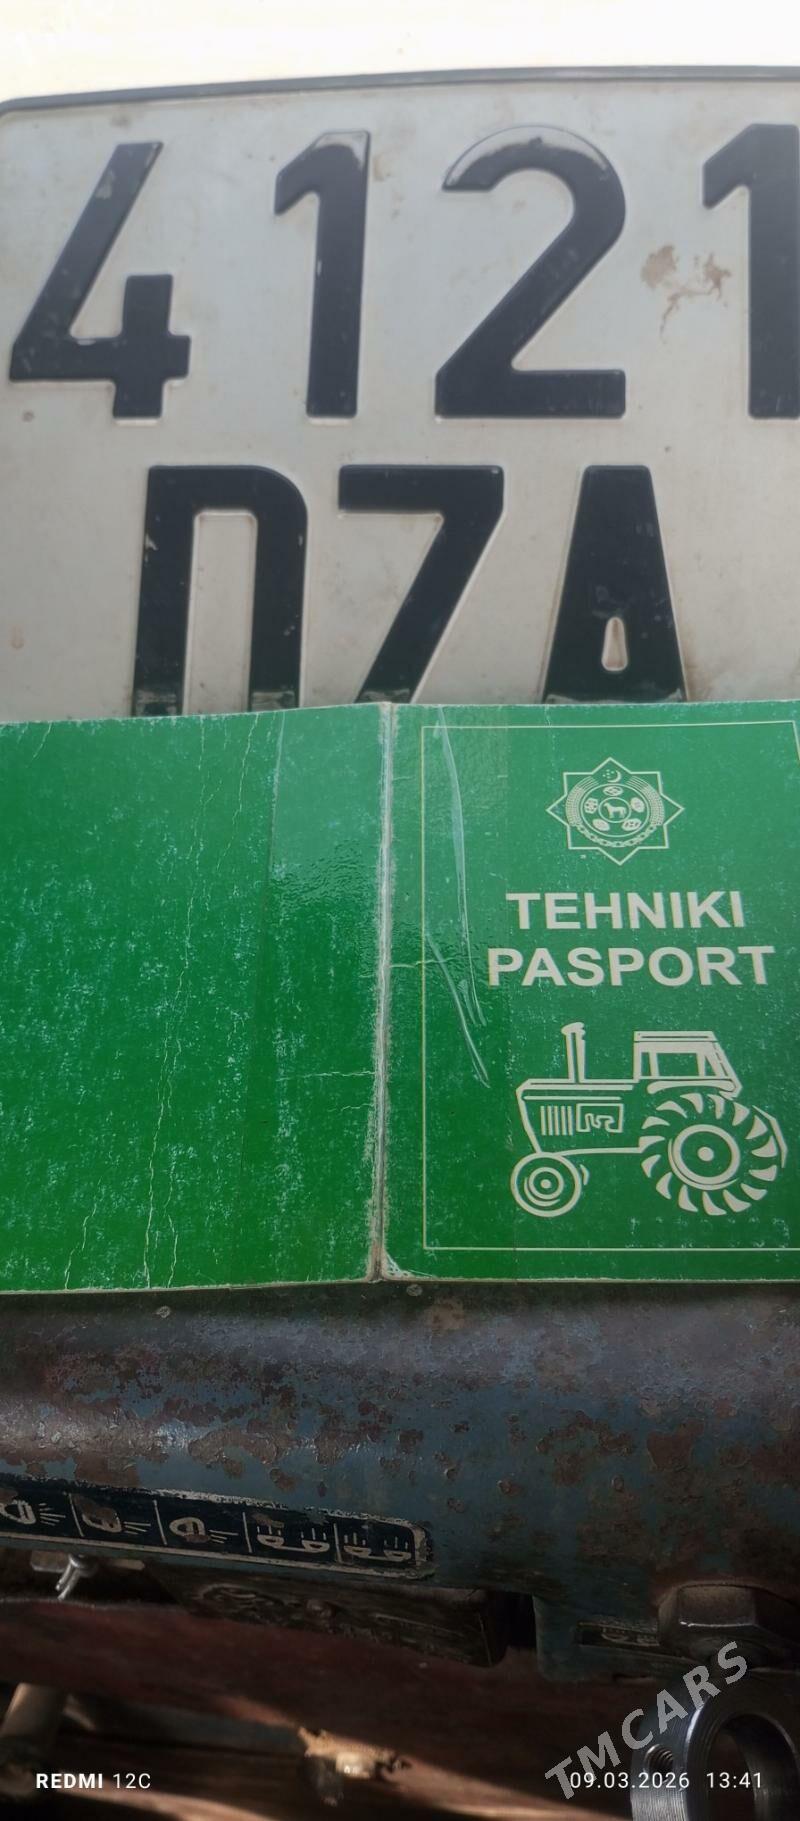 4121
DZA
TEHNIKI
PASPORT
TMCARS
REDMI 12C
09.03.2026 13:41